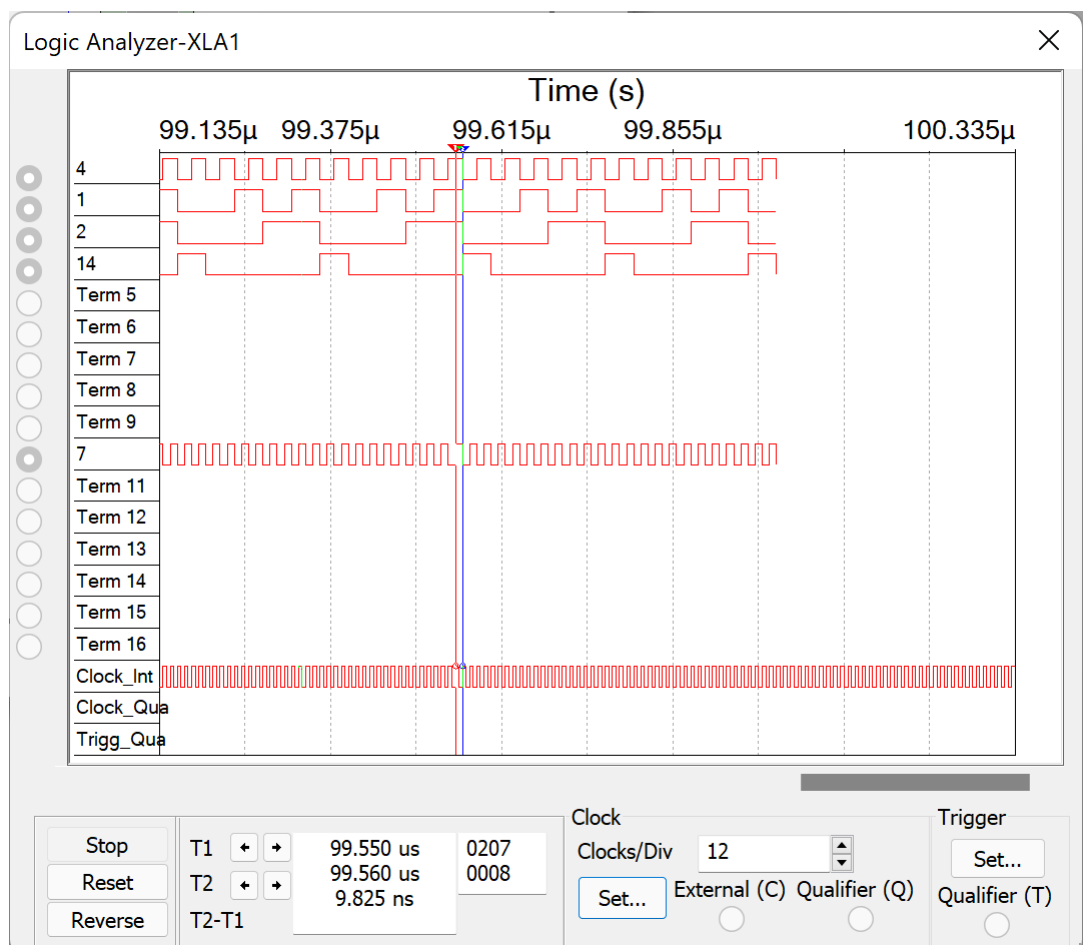 Logic Analyzer-XLA1
Time (s)
99.135µ 99.375µ 99.615µ 99.855µ 100.335µ
4
1
2
14
Term 5
Term 6
Term 7
Term 8
Term 9
7
Term 11
Term 12
Term 13
Term 14
Term 15
Term 16
Clock_Int
Clock_Qua
Trigg_Qua
Stop
Reset
Reverse
T1 99.550 us 0207
T2 99.560 us 0008
T2-T1 9.825 ns
Clock
Clocks/Div 12
Set... External (C) Qualifier (Q)
Trigger
Set...
Qualifier (T)